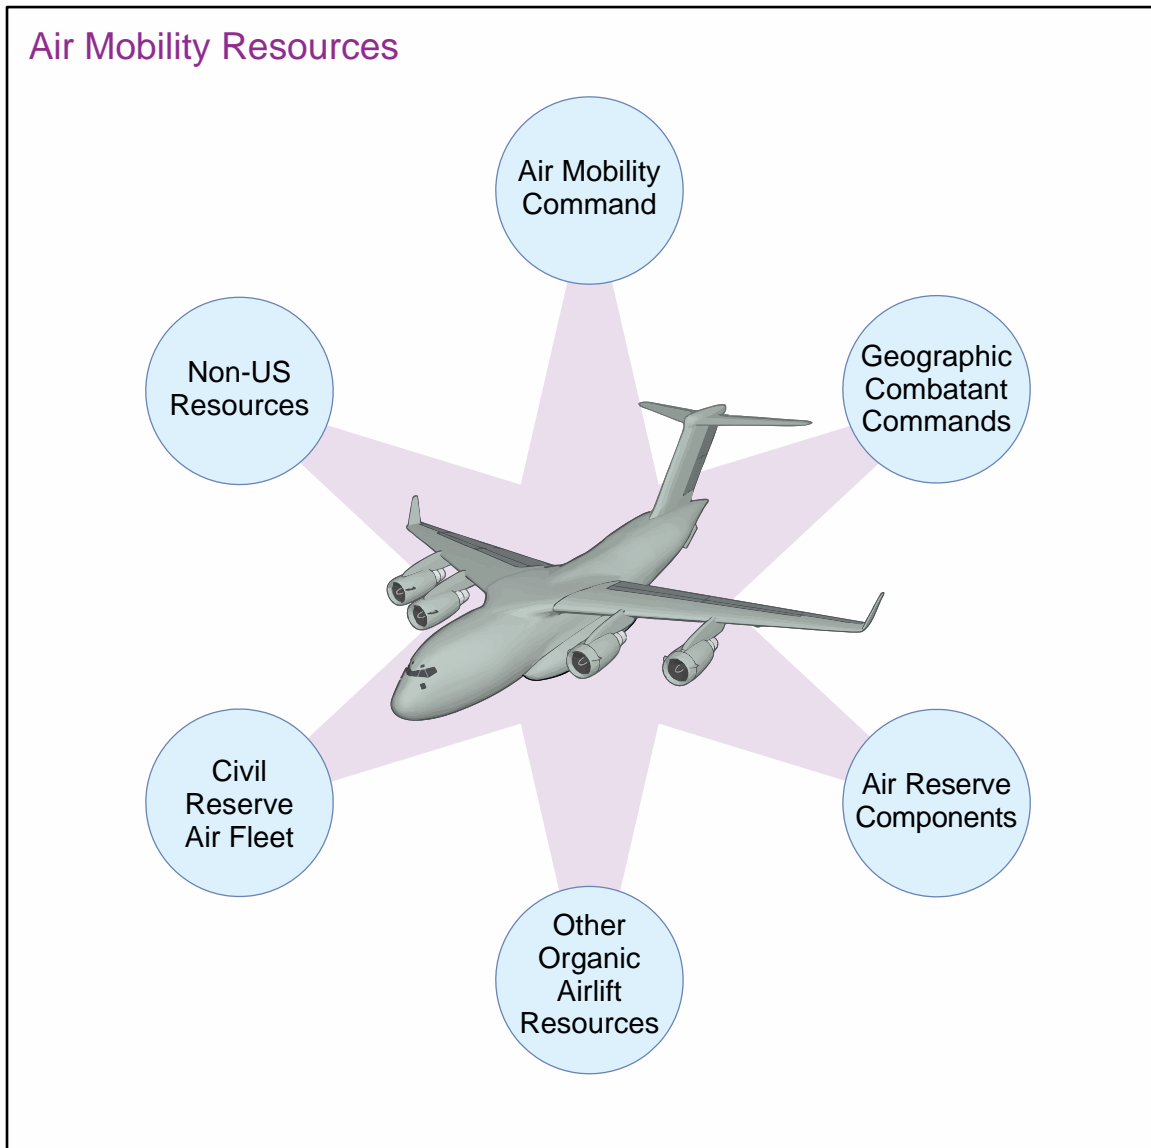 Air Mobility Resources
Air Mobility
Command
Non-US
Resources
Geographic
Combatant
Commands
Civil
Reserve
Air Fleet
Air Reserve
Components
Other
Organic
Airlift
Resources